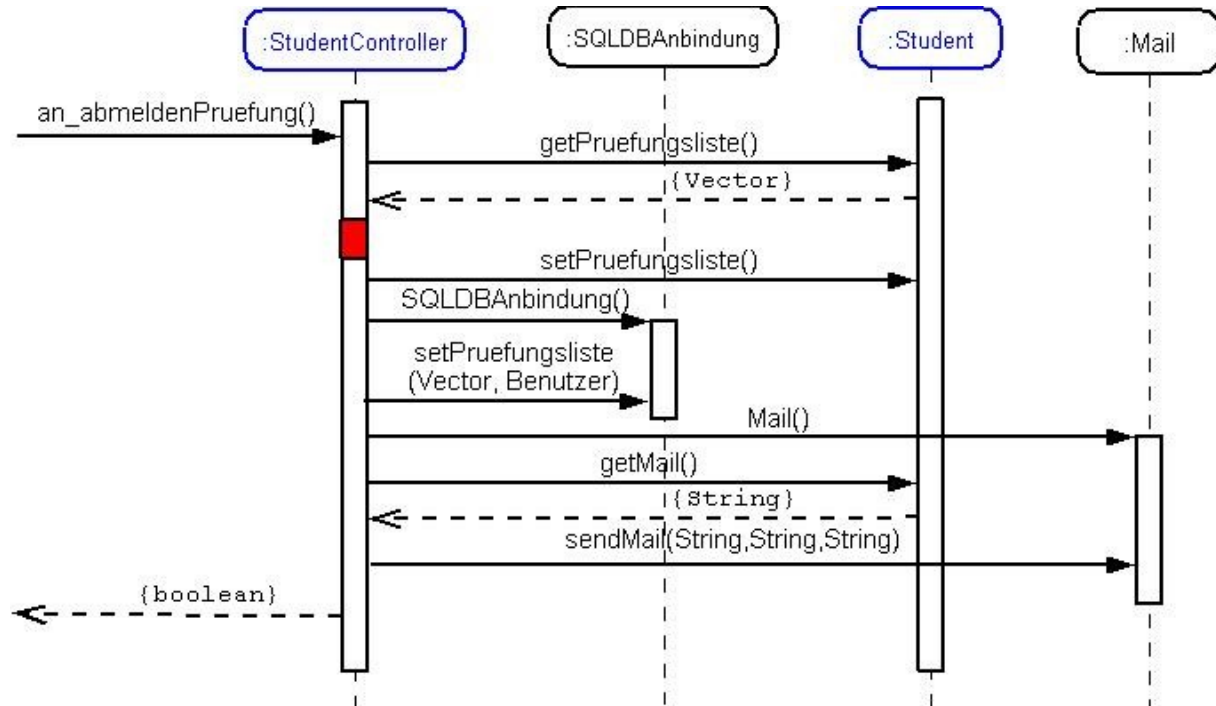 :StudentController
:SQLDBAnbindung
:Student
:Mail
an_abmeldenPruefung()
getPruefungsliste()
{Vector}
setPruefungsliste()
SQLDBAnbindung()
setPruefungsliste
(Vector, Benutzer)
Mail()
getMail()
{String}
sendMail(String,String,String)
{boolean}